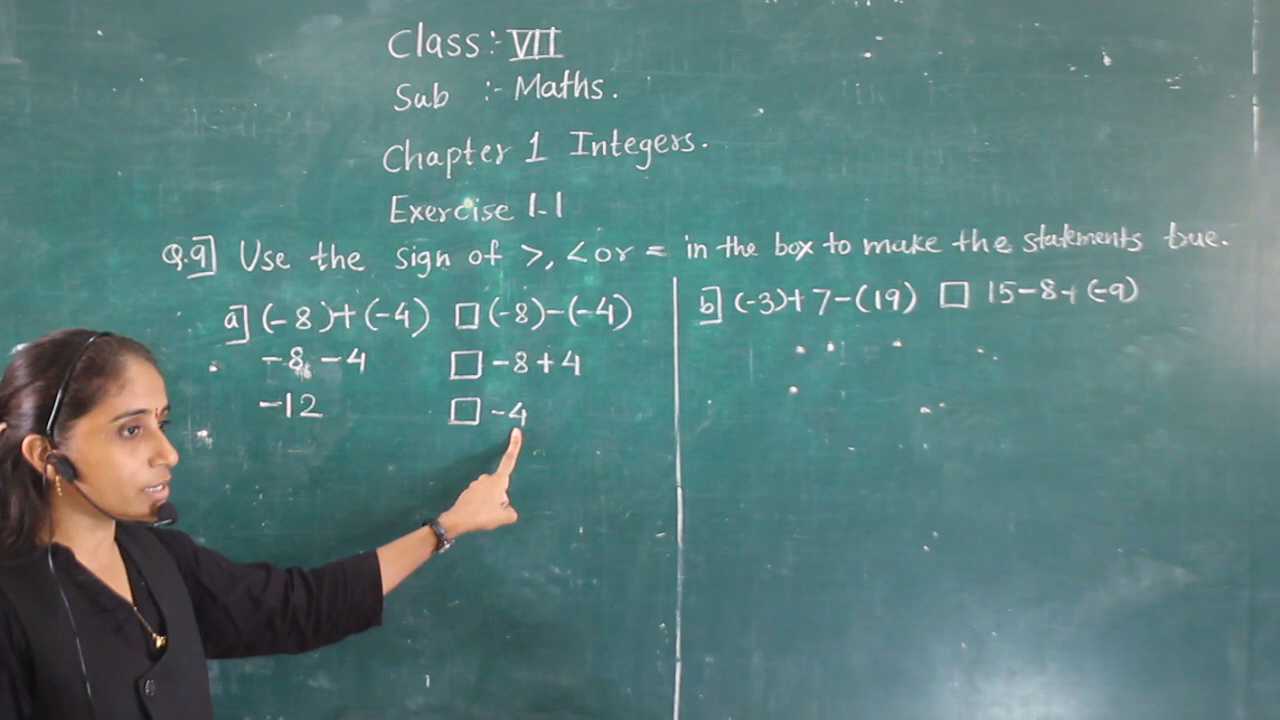 Class:- VII
Sub :- Maths.
Chapter 1 Integers.
Exercise 1.1
Q.9] Use the sign of >, < or = in the box to make the statements true.
a] (-8)+(-4) □ (-8)-(-4)
-8 -4 □ -8+4
-12 □ -4
b] (-3)+7-(19) □ 15-8+(-9)